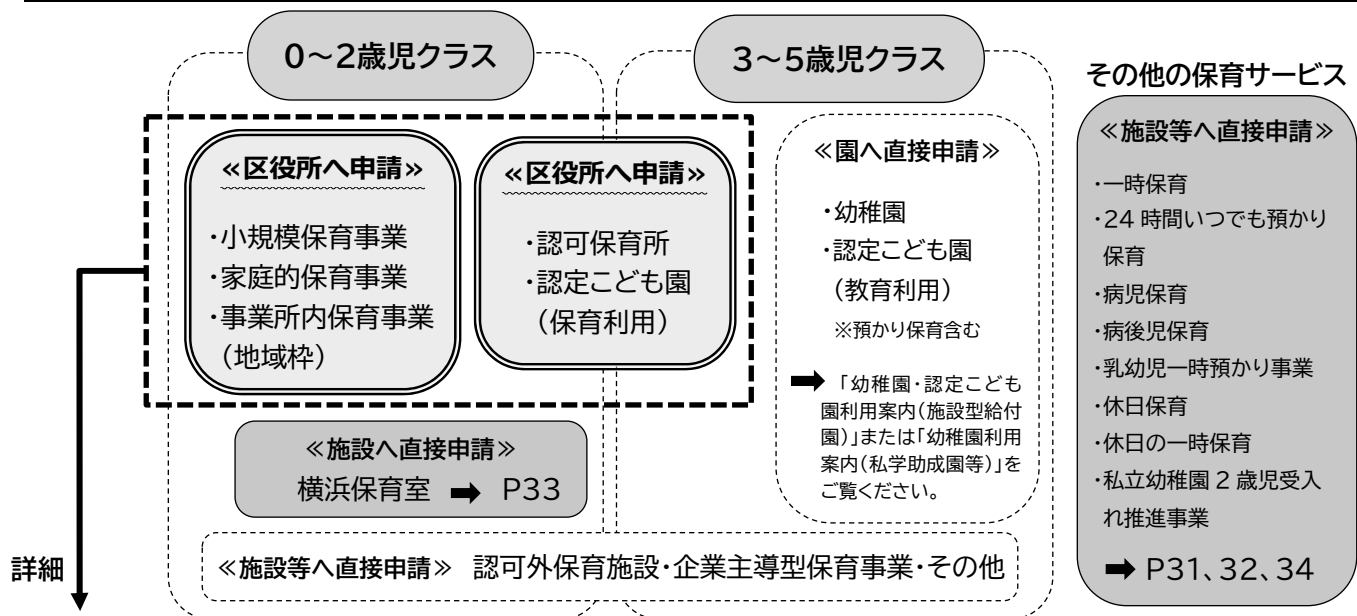 0～2歳児クラス
3～5歳児クラス
その他の保育サービス
≪区役所へ申請≫
・小規模保育事業
・家庭的保育事業
・事業所内保育事業
(地域枠)
≪区役所へ申請≫
・認可保育所
・認定こども園
(保育利用)
≪園へ直接申請≫
・幼稚園
・認定こども園
(教育利用)
※預かり保育含む
➡ 「幼稚園・認定こども
園利用案内(施設型給付
園)」または「幼稚園利用
案内(私学助成園等)」を
ご覧ください。
≪施設等へ直接申請≫
・一時保育
・24時間いつでも預かり
保育
・病児保育
・病後児保育
・乳幼児一時預かり事業
・休日保育
・休日の一時保育
・私立幼稚園2歳児受入
れ推進事業
➡ P31、32、34
≪施設へ直接申請≫
横浜保育室 ➡ P33
≪施設等へ直接申請≫ 認可外保育施設・企業主導型保育事業・その他
詳細